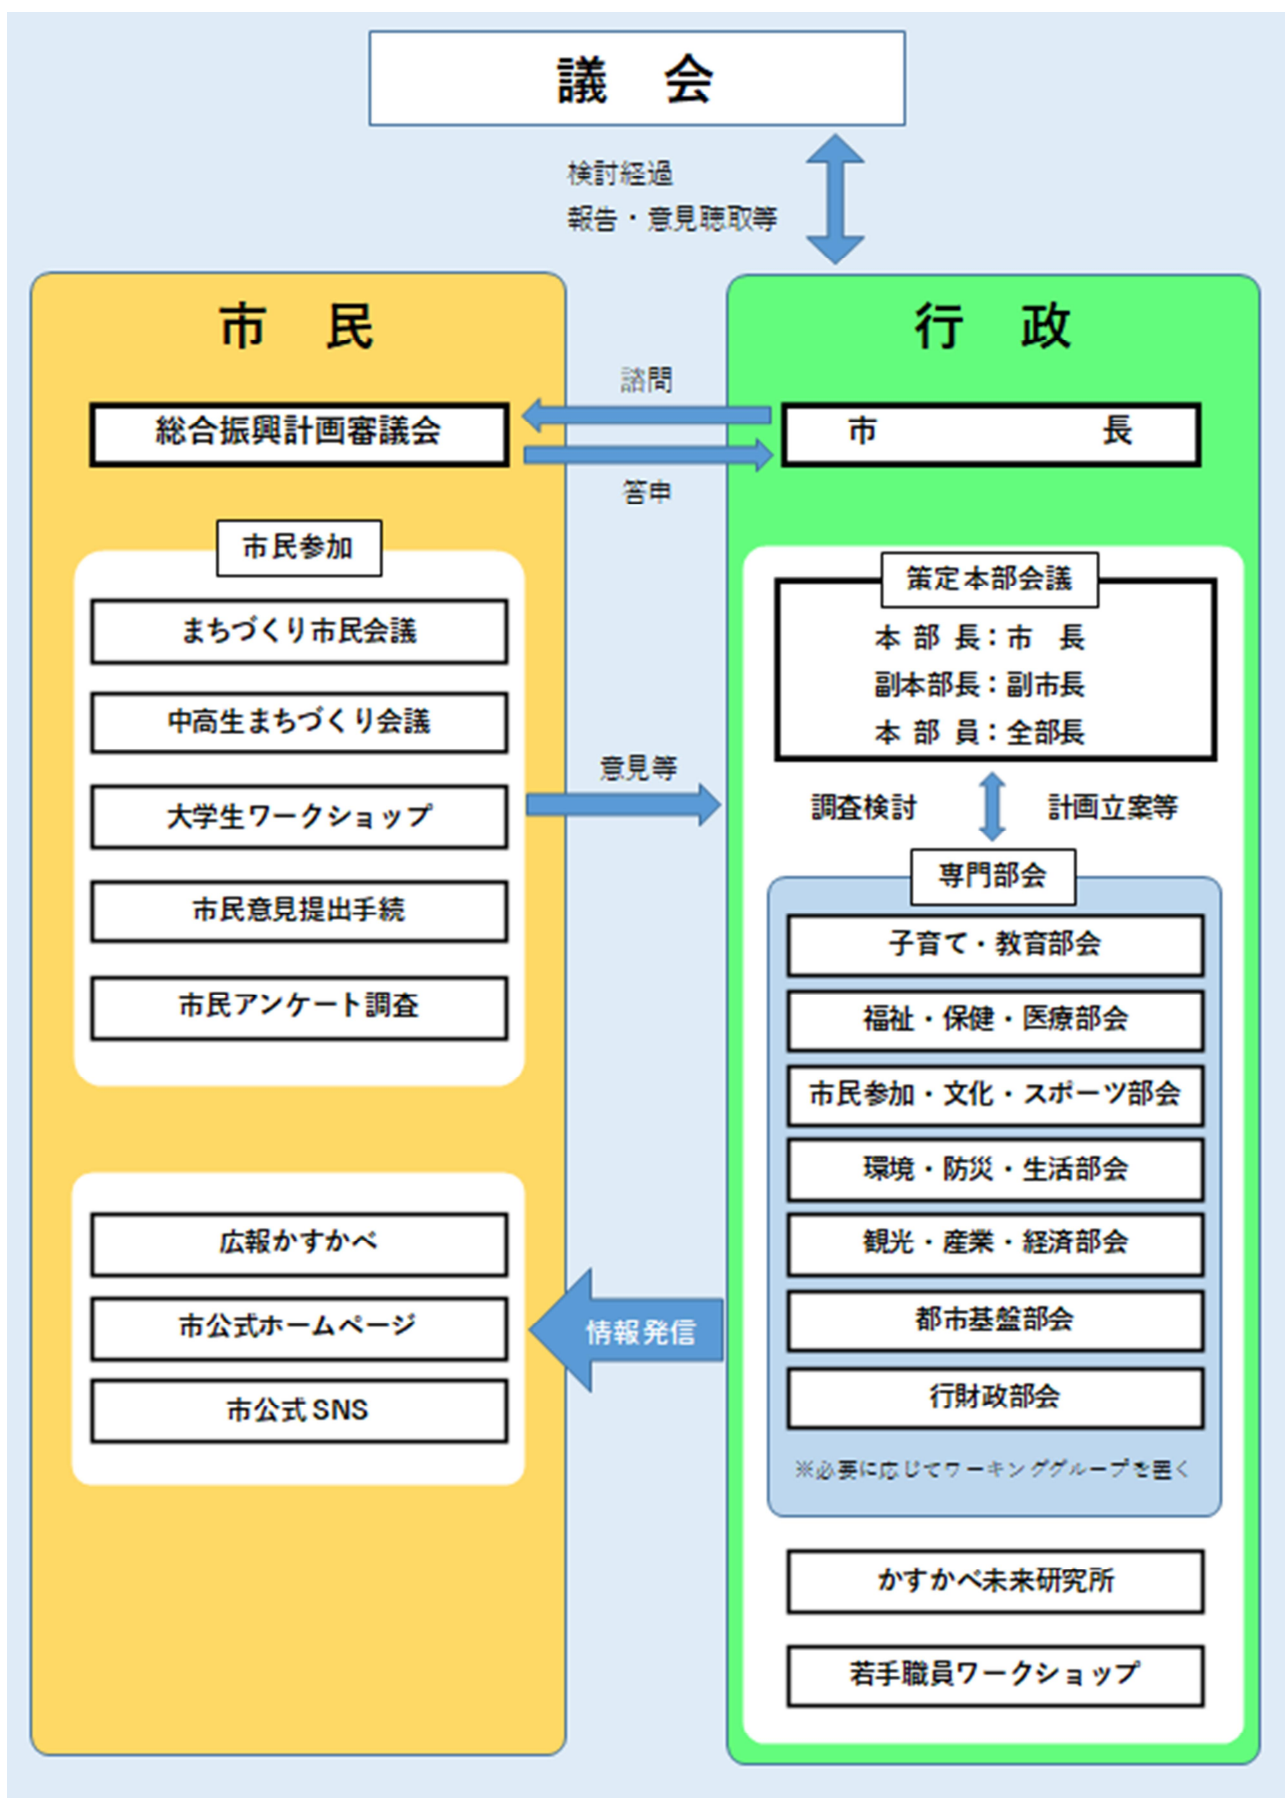 議　会
検討経過
報告・意見聴取等
市　民
総合振興計画審議会
諮問
答申
行　政
市　　　　長
市民参加
まちづくり市民会議
中高生まちづくり会議
大学生ワークショップ
市民意見提出手続
市民アンケート調査
意見等
策定本部会議
本 部 長：市　長
副本部長：副市長
本 部 員：全部長
調査検討
計画立案等
専門部会
子育て・教育部会
福祉・保健・医療部会
市民参加・文化・スポーツ部会
環境・防災・生活部会
観光・産業・経済部会
都市基盤部会
行財政部会
※必要に応じてワーキンググループを置く
広報かすかべ
市公式ホームページ
市公式 SNS
情報発信
かすかべ未来研究所
若手職員ワークショップ